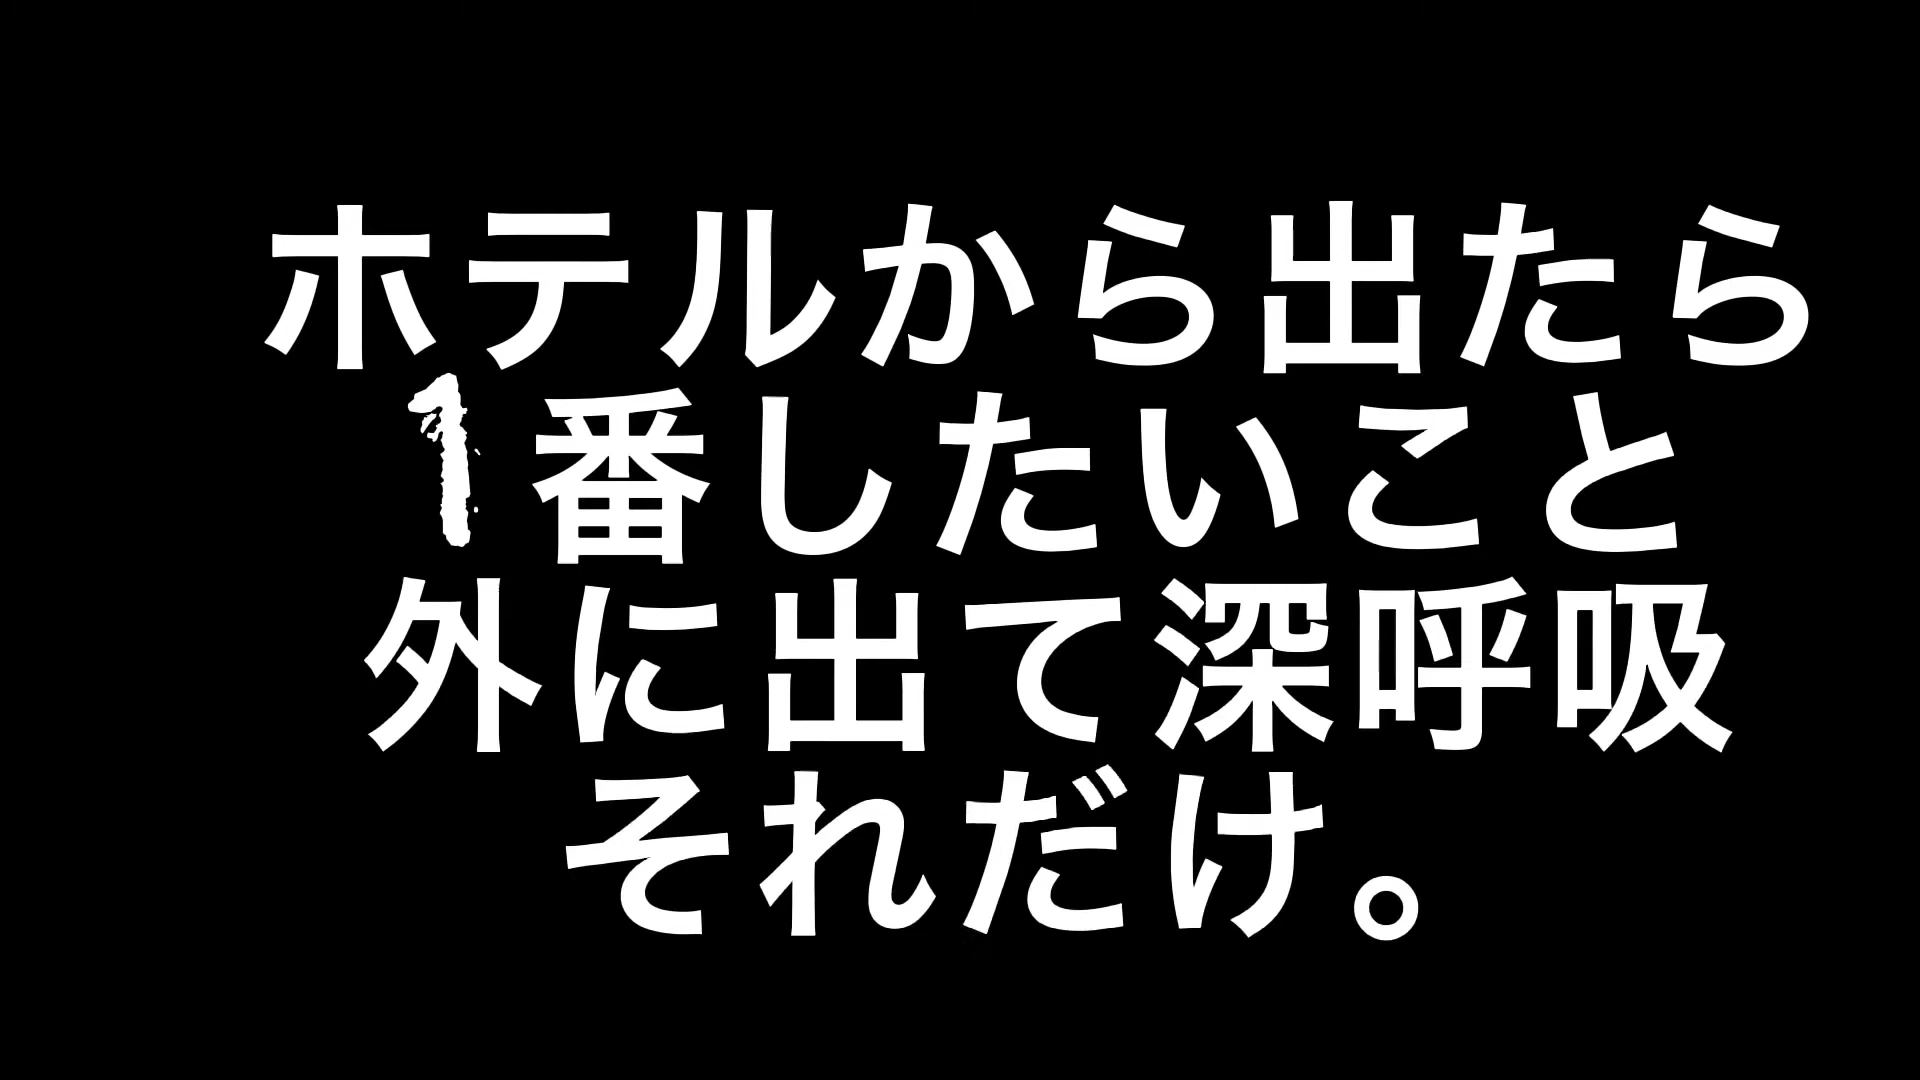 ホテルから出たら
1番したいこと
外に出て深呼吸
それだけ。